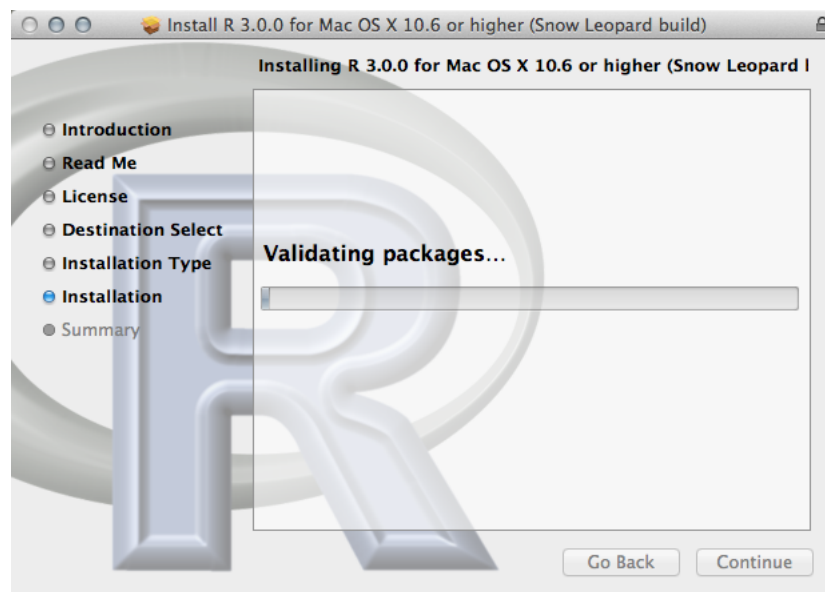 Install R 3.0.0 for Mac OS X 10.6 or higher (Snow Leopard build)
Installing R 3.0.0 for Mac OS X 10.6 or higher (Snow Leopard
Introduction
Read Me
License
Destination Select
Installation Type
Installation
Summary
Validating packages...
R
Go Back
Continue